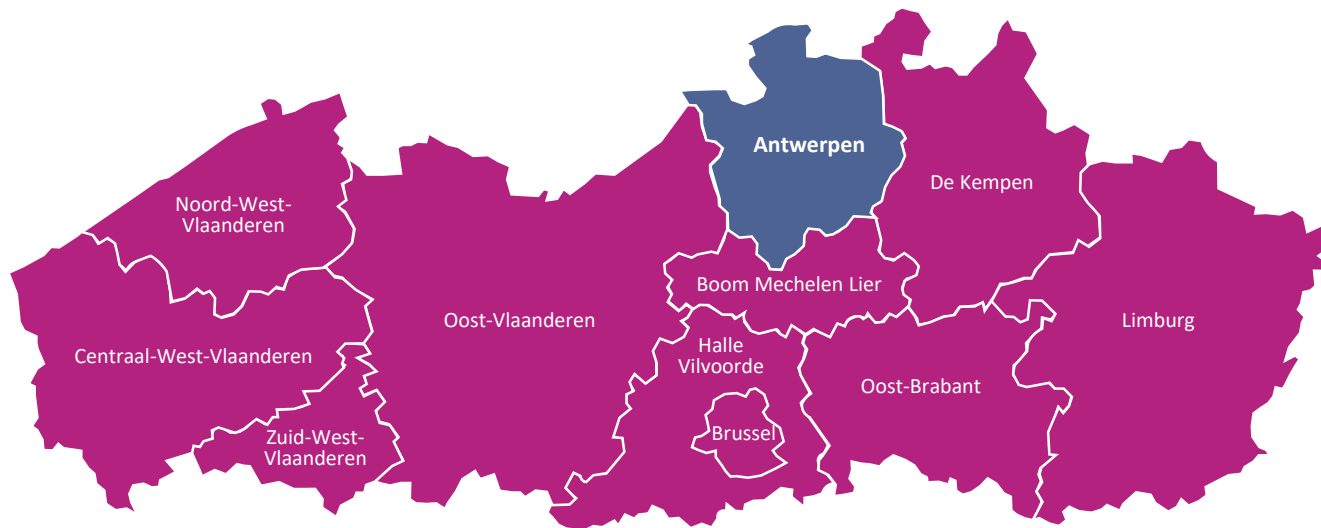 Antwerpen
De Kempen
Noord-West-
Vlaanderen
Boom Mechelen Lier
Oost-Vlaanderen
Limburg
Centraal-West-Vlaanderen
Halle
Vilvoorde
Oost-Brabant
Zuid-West-
Vlaanderen
Brussel